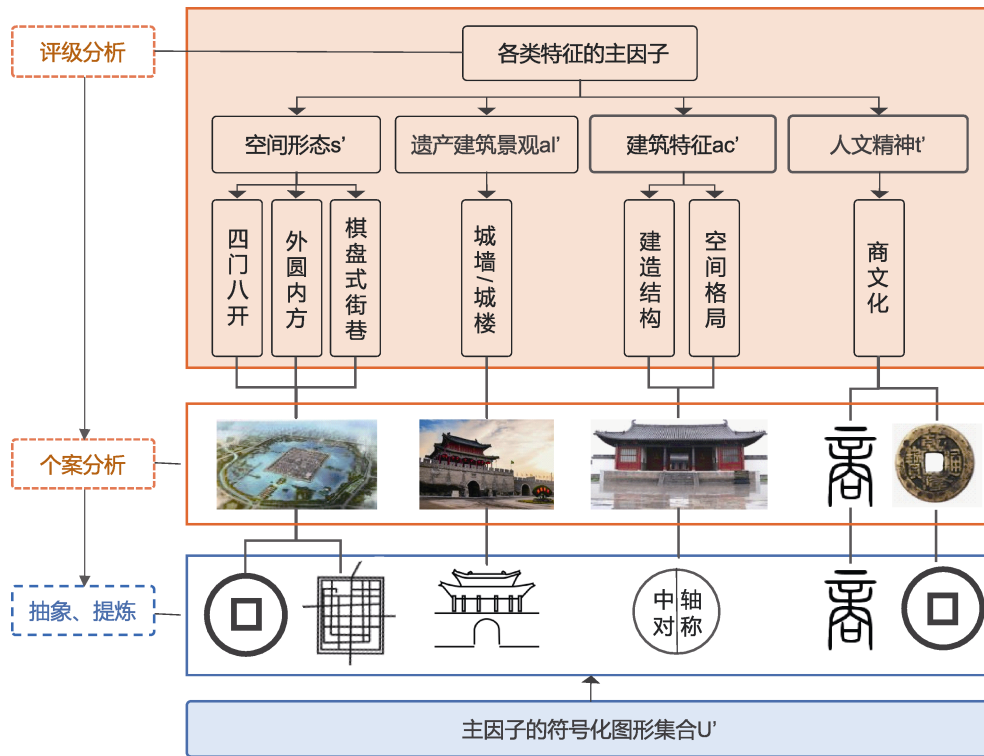 评级分析
各类特征的主因子
空间形态s’
遗产建筑景观al’
建筑特征ac’
人文精神t’
四门八开
外圆内方
棋盘式街巷
城墙/城楼
建造结构
空间格局
商文化
个案分析
商
抽象、提炼
中轴
对称
商
主因子的符号化图形集合U’